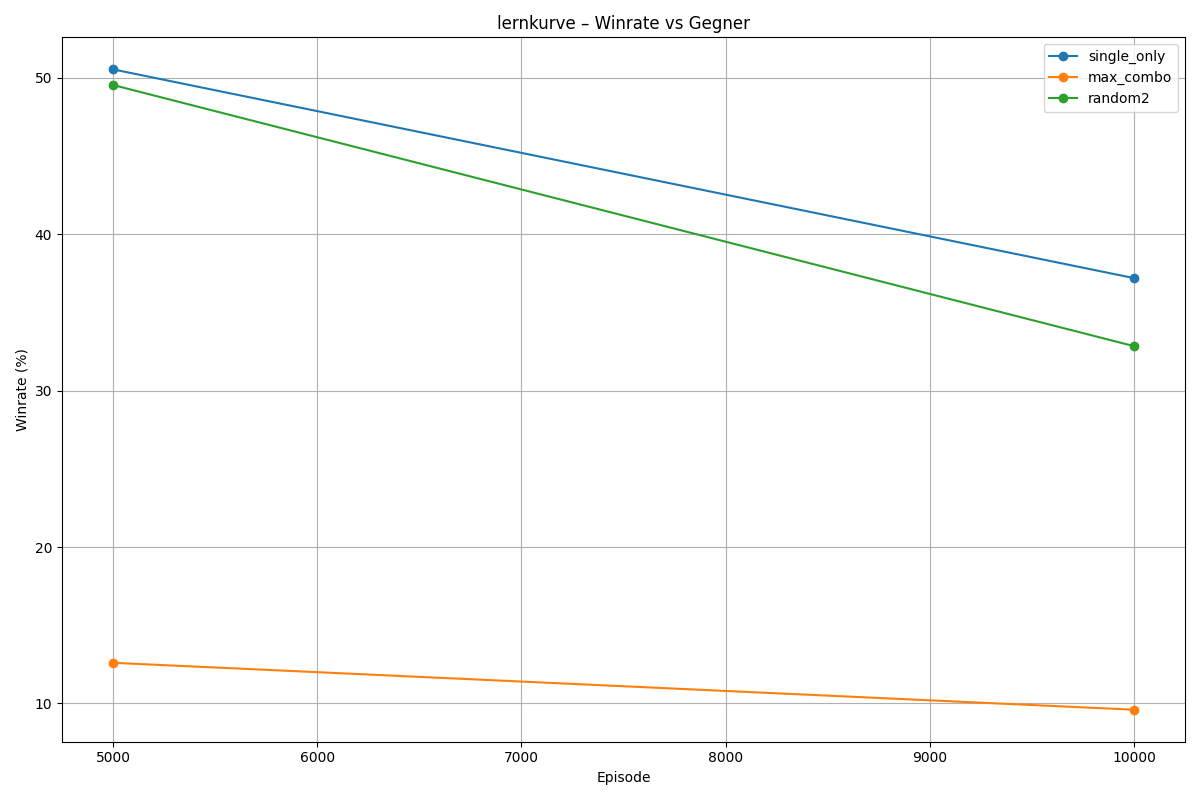 lernkurve – Winrate vs Gegner
single_only
max_combo
random2
Winrate (%)
50
40
30
20
10
5000 6000 7000 8000 9000 10000
Episode